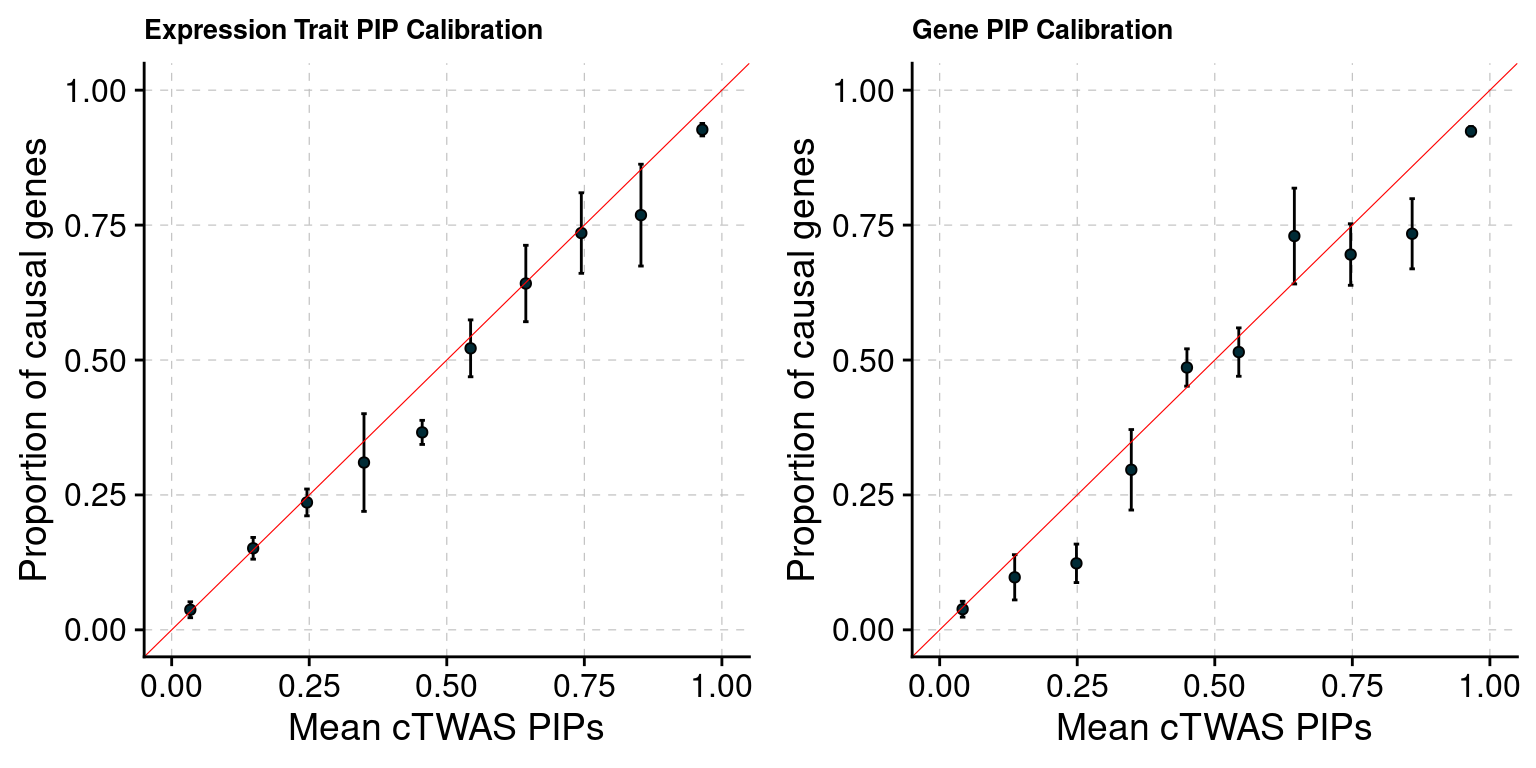 Expression Trait PIP Calibration
Proportion of causal genes
1.00
0.75
0.50
0.25
0.00
0.00 0.25 0.50 0.75 1.00
Mean cTWAS PIPs
Gene PIP Calibration
Proportion of causal genes
1.00
0.75
0.50
0.25
0.00
0.00 0.25 0.50 0.75 1.00
Mean cTWAS PIPs